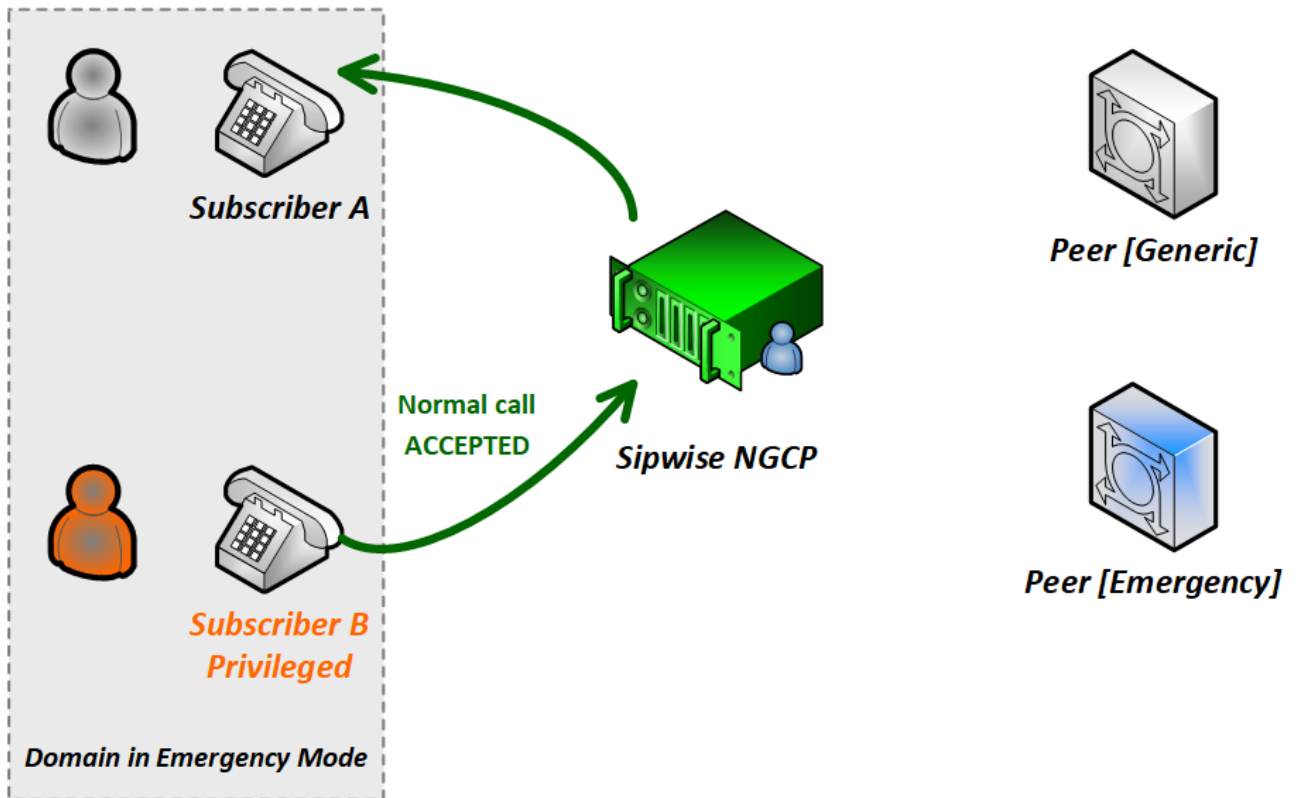 Subscriber A
Peer [Generic]
Normal call
ACCEPTED
Sipwise NGCP
Peer [Emergency]
Subscriber B
Privileged
Domain in Emergency Mode